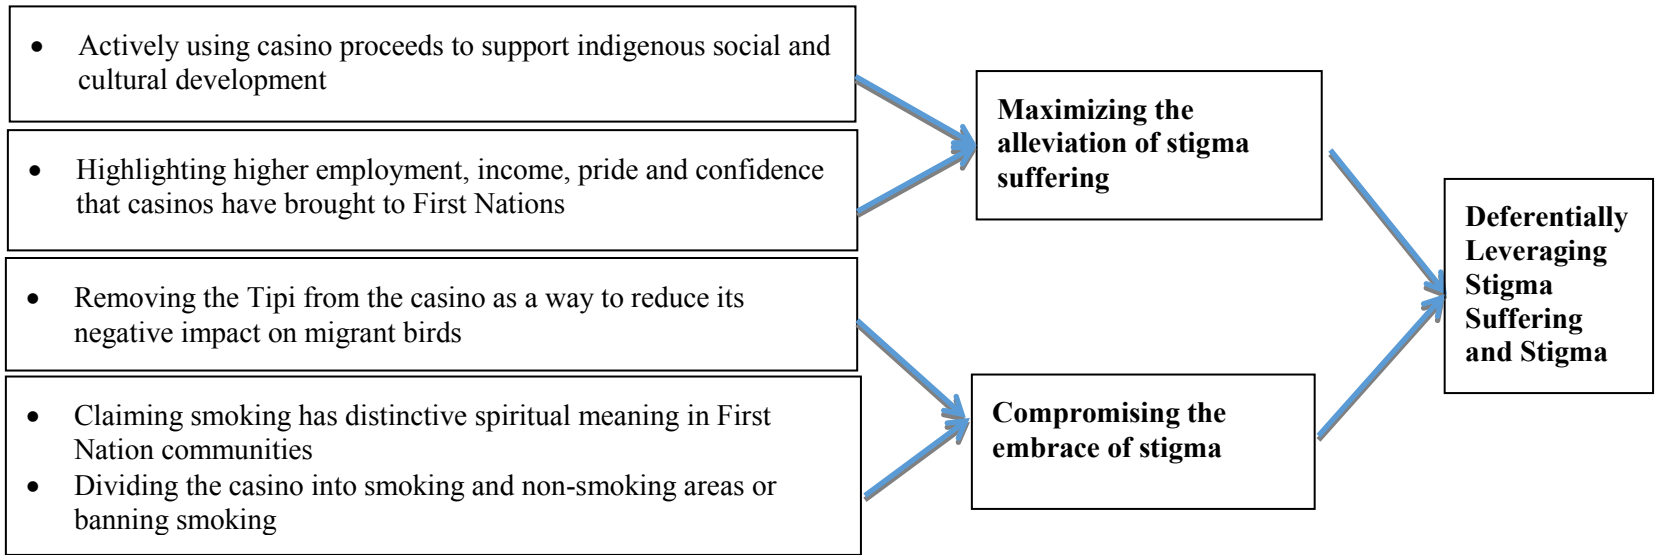 • Actively using casino proceeds to support indigenous social and
cultural development
• Highlighting higher employment, income, pride and confidence
that casinos have brought to First Nations
• Removing the Tipi from the casino as a way to reduce its
negative impact on migrant birds
• Claiming smoking has distinctive spiritual meaning in First
Nation communities
• Dividing the casino into smoking and non-smoking areas or
banning smoking
Maximizing the
alleviation of stigma
suffering
Compromising the
embrace of stigma
Deferentially
Leveraging
Stigma
Suffering
and Stigma